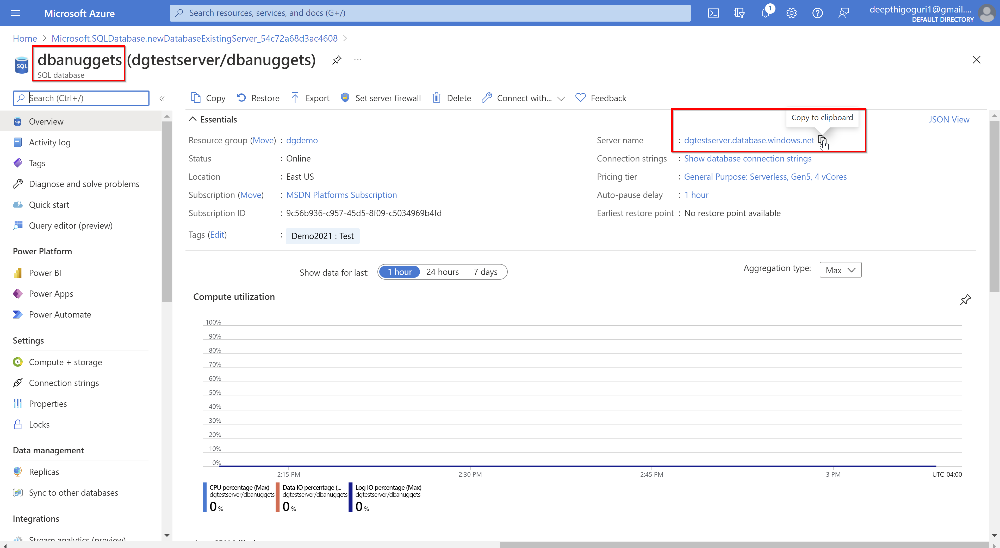 Microsoft Azure
Search resources, services, and docs (G+/)
1
deepthigoguri1@gmail....
DEFAULT DIRECTORY
Home > Microsoft.SQLDatabase.newDatabaseExistingServer_54c72a68d3ac4608 >
dbanuggets (dgtestserver/dbanuggets) ...
SQL
SQL database
Search (Ctrl+/) «
Copy Restore Export Set server firewall Delete Connect with... Feedback
SQL Overview
Activity log
Tags
Diagnose and solve problems
Quick start
Query editor (preview)
Power Platform
Power BI
Power Apps
Power Automate
Settings
Compute + storage
Connection strings
Properties
Locks
Data management
Replicas
Sync to other databases
Integrations
Stream analytics (preview)
Essentials
Copy to clipboard
JSON View
Resource group (Move) : dgdemo
Status : Online
Location : East US
Subscription (Move) : MSDN Platforms Subscription
Subscription ID : 9c56b936-c957-45d5-8f09-c5034969b4fd
Tags (Edit) : Demo2021 : Test
Server name : dgtestserver.database.windows.net
Connection strings : Show database connection strings
Pricing tier : General Purpose: Serverless, Gen5, 4 vCores
Auto-pause delay : 1 hour
Earliest restore point : No restore point available
Show data for last: 1 hour 24 hours 7 days
Aggregation type: Max
Compute utilization
100%
90%
80%
70%
60%
50%
40%
30%
20%
10%
0%
2:15 PM 2:30 PM 2:45 PM 3 PM UTC-04:00
CPU percentage (Max)
dgtestserver/dbanuggets
0 %
Data IO percentage (...
dgtestserver/dbanuggets
0 %
Log IO percentage (Max)
dgtestserver/dbanuggets
0 %